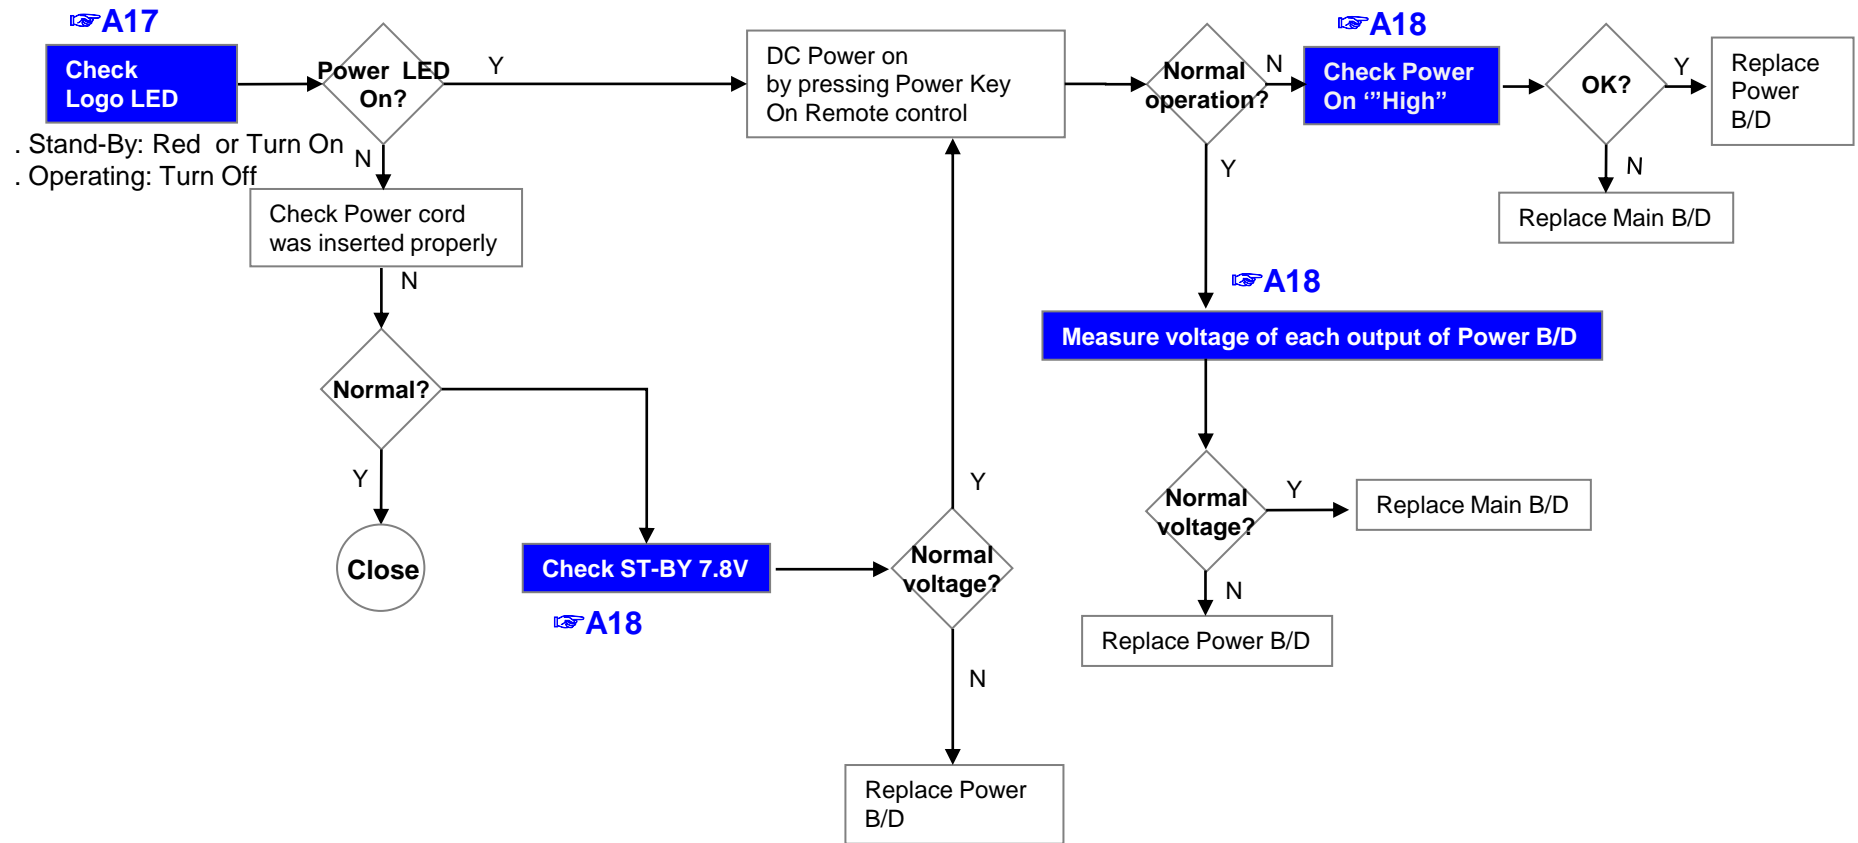 ☞A17
Check
Logo LED
. Stand-By: Red or Turn On
. Operating: Turn Off
Power LED
On?
Y
N
Check Power cord
was inserted properly
N
Normal?
Y
Close
Check ST-BY 7.8V
☞A18
Normal
voltage?
Y
N
Replace Power
B/D
DC Power on
by pressing Power Key
On Remote control
Normal
operation?
N
Y
☞A18
Check Power
On ‘”High”
OK?
Y
Replace
Power
B/D
N
Replace Main B/D
☞A18
Measure voltage of each output of Power B/D
Normal
voltage?
Y
Replace Main B/D
N
Replace Power B/D